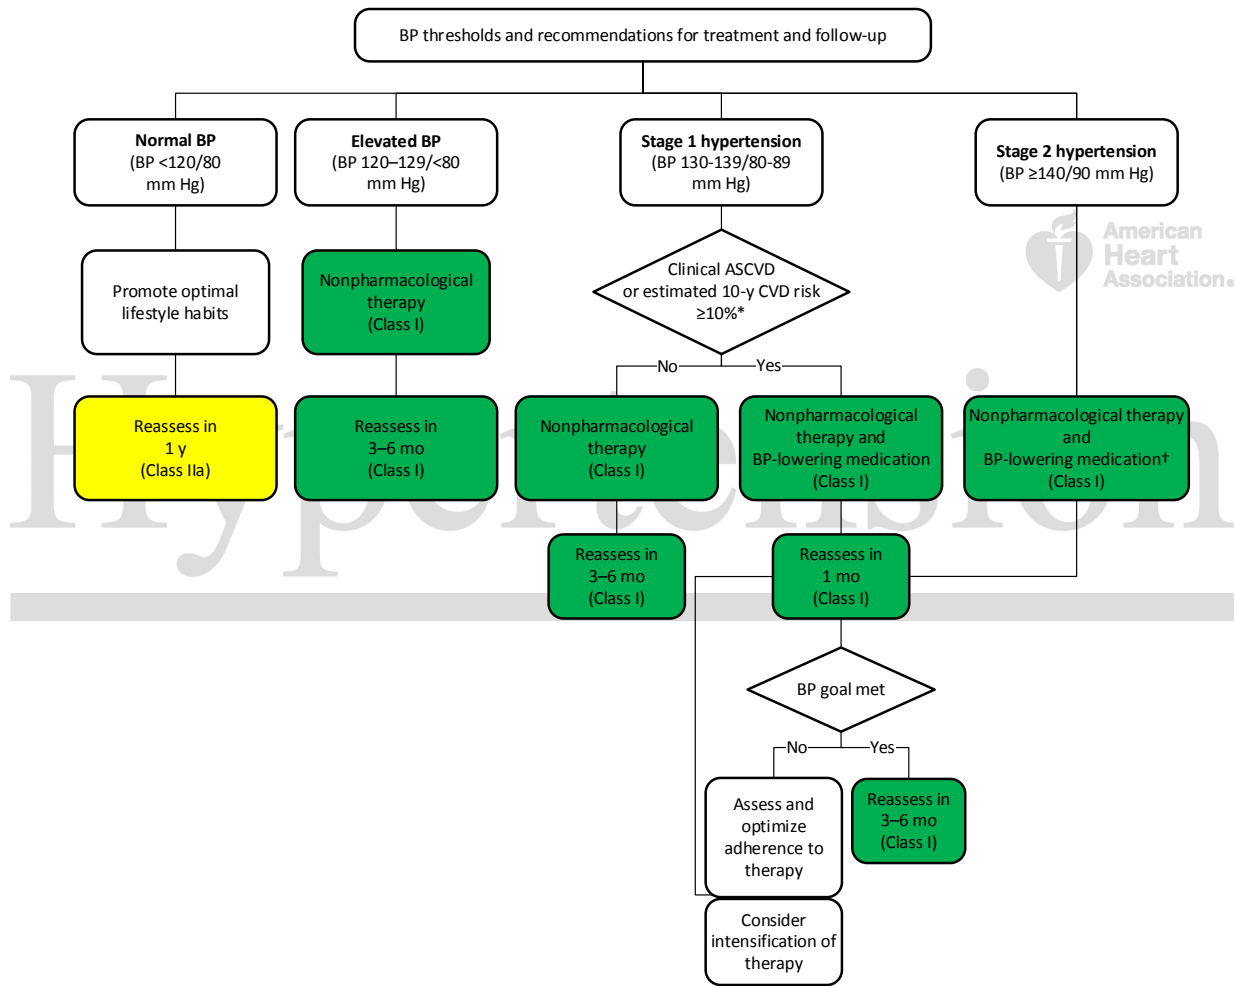 BP thresholds and recommendations for treatment and follow-up
Normal BP
(BP <120/80
mm Hg)
Elevated BP
(BP 120–129/<80
mm Hg)
Stage 1 hypertension
(BP 130-139/80-89
mm Hg)
Stage 2 hypertension
(BP ≥140/90 mm Hg)
American
Heart
Association®
Promote optimal
lifestyle habits
Nonpharmacological
therapy
(Class I)
Clinical ASCVD
or estimated 10-y CVD risk
≥10%*
No
Yes
Reassess in
1 y
(Class IIa)
Reassess in
3–6 mo
(Class I)
Nonpharmacological
therapy
(Class I)
Nonpharmacological
therapy and
BP-lowering medication
(Class I)
Nonpharmacological therapy
and
BP-lowering medication†
(Class I)
Hypertension
Reassess in
3–6 mo
(Class I)
Reassess in
1 mo
(Class I)
BP goal met
No
Yes
Assess and
optimize
adherence to
therapy
Reassess in
3–6 mo
(Class I)
Consider
intensification of
therapy